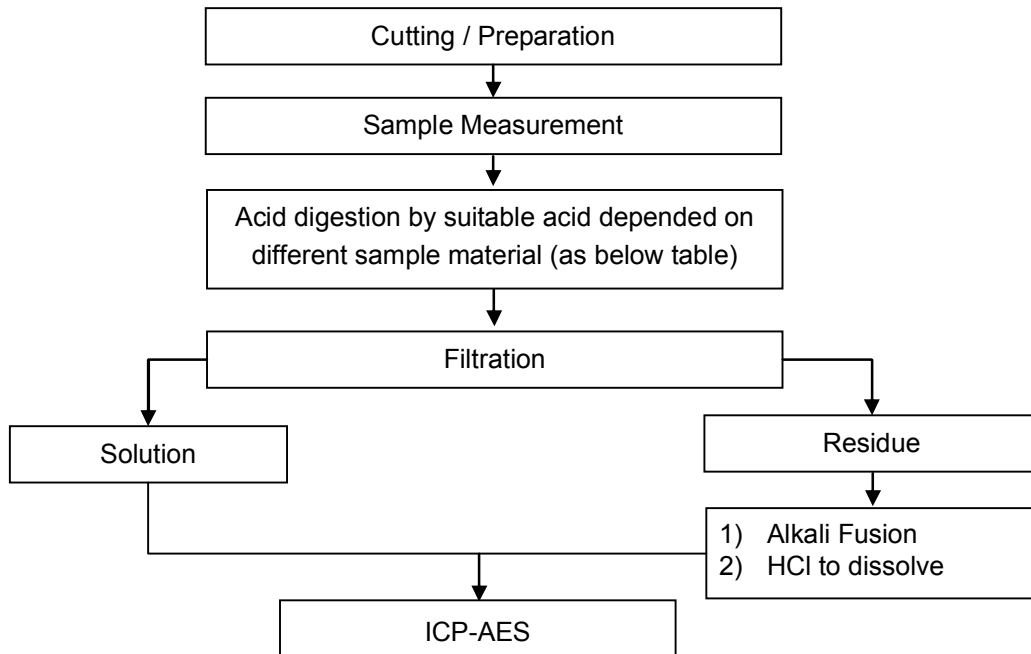 Cutting / Preparation
Sample Measurement
Acid digestion by suitable acid depended on
different sample material (as below table)
Filtration
Solution
Residue
1) Alkali Fusion
2) HCl to dissolve
ICP-AES